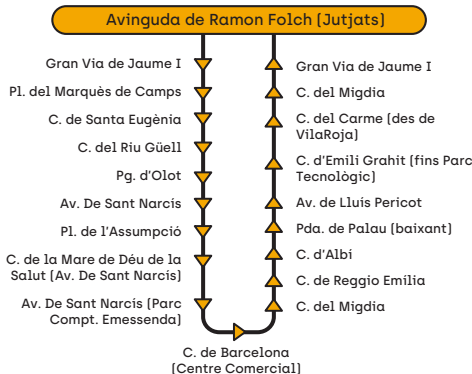 Avinguda de Ramon Folch (Jutjats)
Gran Via de Jaume I
Pl. del Marquès de Camps
C. de Santa Eugènia
C. del Riu Güell
Pg. d'Olot
Av. De Sant Narcís
Pl. de l'Assumpció
C. de la Mare de Déu de la
Salut (Av. De Sant Narcís)
Av. De Sant Narcís (Parc
Compt. Emessenda)
C. de Barcelona
(Centre Comercial)
Gran Via de Jaume I
C. del Migdia
C. del Carme (des de
VilaRoja)
C. d'Emili Grahit (fins Parc
Tecnològic)
Av. de Lluís Pericot
Pda. de Palau (baixant)
C. d'Albí
C. de Reggio Emília
C. del Migdia